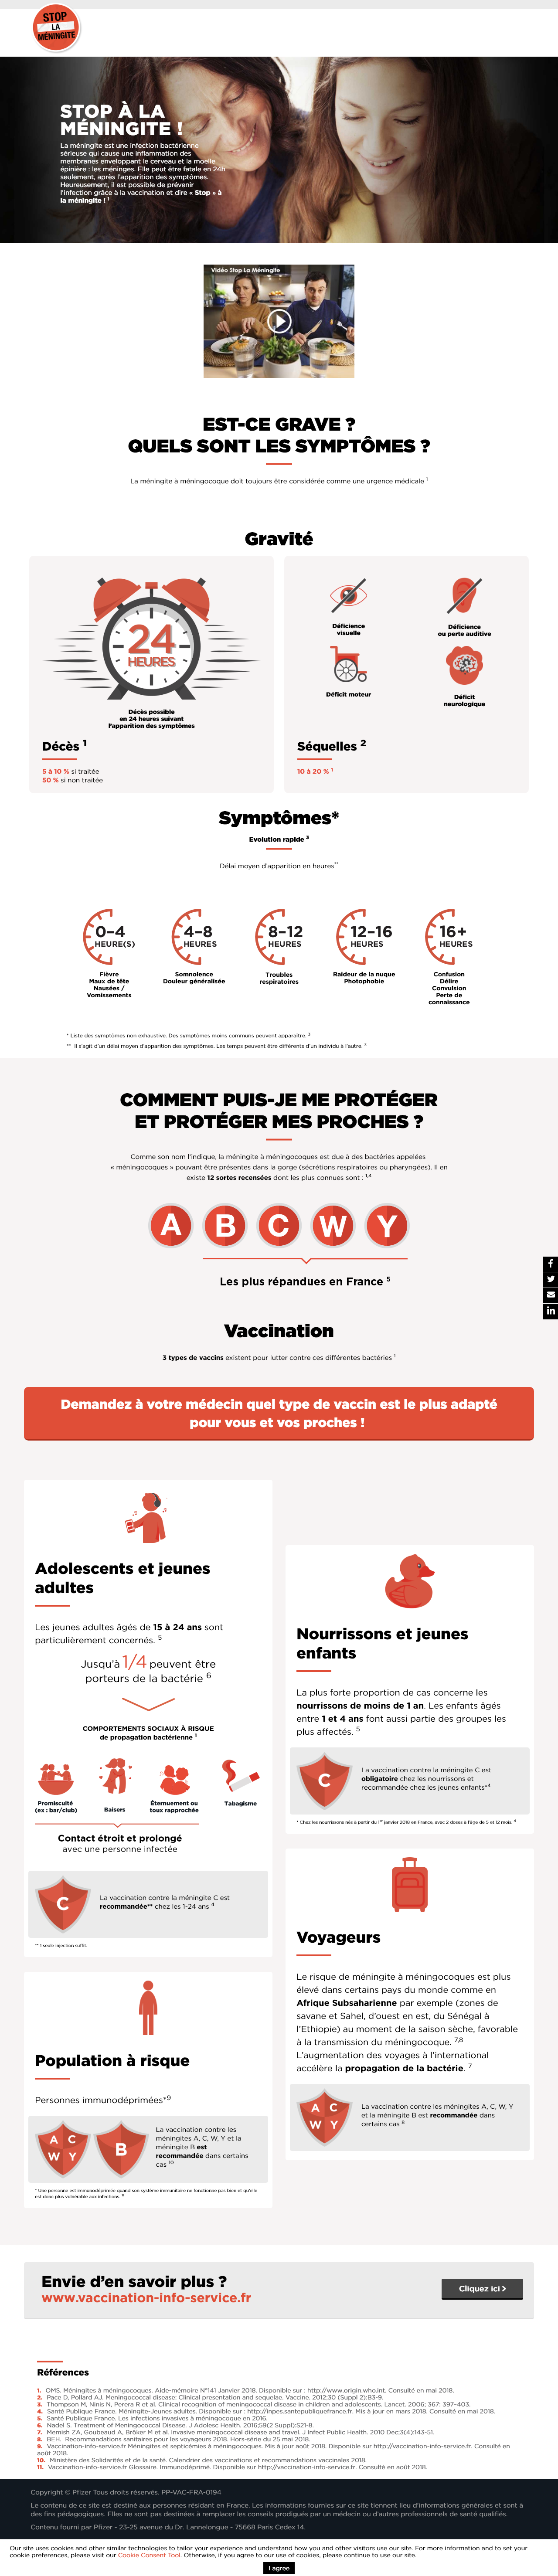 STOP
LA
MÉNINGITE
STOP À LA
MÉNINGITE !
La méningite est une infection bactérienne
sérieuse qui cause une inflammation des
membranes enveloppant le cerveau et la moelle
épinière : les méninges. Elle peut être fatale en 24h
seulement, après l'apparition des symptômes.
Heureusement, il est possible de prévenir
l'infection grâce à la vaccination et dire « Stop » à
la méningite ! 1
Vidéo Stop La Méningite
EST-CE GRAVE ?
QUELS SONT LES SYMPTÔMES ?
La méningite à méningocoque doit toujours être considérée comme une urgence médicale 1
Gravité
24
HEURES
Décès possible
en 24 heures suivant
l'apparition des symptômes
Décès 1
5 à 10 % si traitée
50 % si non traitée
Déficience
visuelle
Déficience
ou perte auditive
Déficit moteur
Déficit
neurologique
Séquelles 2
10 à 20 % 1
Symptômes*
Evolution rapide 3
Délai moyen d'apparition en heures**
0–4
HEURE(S)
Fièvre
Maux de tête
Nausées /
Vomissements
4–8
HEURES
Somnolence
Douleur généralisée
8–12
HEURES
Troubles
respiratoires
12–16
HEURES
Raideur de la nuque
Photophobie
16+
HEURES
Confusion
Délire
Convulsion
Perte de
connaissance
* Liste des symptômes non exhaustive. Des symptômes moins communs peuvent apparaître. 3
** Il s'agit d'un délai moyen d'apparition des symptômes. Les temps peuvent être différents d'un individu à l'autre. 3
COMMENT PUIS-JE ME PROTÉGER
ET PROTÉGER MES PROCHES ?
Comme son nom l'indique, la méningite à méningocoques est due à des bactéries appelées
« méningocoques » pouvant être présentes dans la gorge (sécrétions respiratoires ou pharyngées). Il en
existe 12 sortes recensées dont les plus connues sont : 1,4
A B C W Y
Les plus répandues en France 5
Vaccination
3 types de vaccins existent pour lutter contre ces différentes bactéries 1
Demandez à votre médecin quel type de vaccin est le plus adapté
pour vous et vos proches !
Adolescents et jeunes
adultes
Les jeunes adultes âgés de 15 à 24 ans sont
particulièrement concernés. 5
Jusqu'à 1/4 peuvent être
porteurs de la bactérie 6
COMPORTEMENTS SOCIAUX À RISQUE
de propagation bactérienne 1
Promiscuité
(ex : bar/club)
Baisers
Éternuement ou
toux rapprochée
Tabagisme
Contact étroit et prolongé
avec une personne infectée
C
La vaccination contre la méningite C est
recommandée** chez les 1-24 ans 4
** 1 seule injection suffit.
Population à risque
Personnes immunodéprimées*9
A C
W Y
B
La vaccination contre les
méningites A, C, W, Y et la
méningite B est
recommandée dans certains
cas 10
* Une personne est immunodéprimée quand son système immunitaire ne fonctionne pas bien et qu'elle
est donc plus vulnérable aux infections.
Nourrissons et jeunes
enfants
La plus forte proportion de cas concerne les
nourrissons de moins de 1 an. Les enfants âgés
entre 1 et 4 ans font aussi partie des groupes les
plus affectés. 5
C
La vaccination contre la méningite C est
obligatoire chez les nourrissons et
recommandée chez les jeunes enfants*4
* Chez les nourrissons nés à partir du 1er janvier 2018 en France, avec 2 doses à l'âge de 5 et 12 mois. 4
Voyageurs
Le risque de méningite à méningocoques est plus
élevé dans certains pays du monde comme en
Afrique Subsaharienne par exemple (zones de
savane et Sahel, d'ouest en est, du Sénégal à
l'Ethiopie) au moment de la saison sèche, favorable
à la transmission du méningocoque. 7,8
L'augmentation des voyages à l'international
accélère la propagation de la bactérie. 7
A C
W Y
La vaccination contre les méningites A, C, W, Y
et la méningite B est recommandée dans
certains cas 8
Envie d'en savoir plus ?
www.vaccination-info-service.fr
Cliquez ici >
Références
1. OMS. Méningites à méningocoques. Aide-mémoire N°141 Janvier 2018. Disponible sur : http://www.origin.who.int. Consulté en mai 2018.
2. Pace D, Pollard AJ. Meningococcal disease: Clinical presentation and sequelae. Vaccine. 2012;30 (Suppl 2):B3-9.
3. Thompson M, Ninis N, Perera R et al. Clinical recognition of meningococcal disease in children and adolescents. Lancet. 2006; 367: 397-403.
4. Santé Publique France. Méningite-Jeunes adultes. Disponible sur : http://inpes.santepubliquefrance.fr. Mis à jour en mars 2018. Consulté en mai 2018.
5. Santé Publique France. Les infections invasives à méningocoque en 2016.
6. Nadel S. Treatment of Meningococcal Disease. J Adolesc Health. 2016;59(2 Suppl):S21-8.
7. Memish ZA, Goubeaud A, Bröker M et al. Invasive meningococcal disease and travel. J Infect Public Health. 2010 Dec;3(4):143-51.
8. BEH. Recommandations sanitaires pour les voyageurs 2018. Hors-série du 25 mai 2018.
9. Vaccination-info-service.fr Méningites et septicémies à méningocoques. Mis à jour août 2018. Disponible sur http://vaccination-info-service.fr. Consulté en
août 2018.
10. Ministère des Solidarités et de la santé. Calendrier des vaccinations et recommandations vaccinales 2018.
11. Vaccination-info-service.fr Glossaire. Immunodéprimé. Disponible sur http://vaccination-info-service.fr. Consulté en août 2018.
Copyright © Pfizer Tous droits réservés. PP-VAC-FRA-0194
Le contenu de ce site est destiné aux personnes résidant en France. Les informations fournies sur ce site tiennent lieu d'informations générales et sont à
des fins pédagogiques. Elles ne sont pas destinées à remplacer les conseils prodigués par un médecin ou d'autres professionnels de santé qualifiés.
Contenu fourni par Pfizer - 23-25 avenue du Dr. Lannelongue - 75668 Paris Cedex 14.
Our site uses cookies and other similar technologies to tailor your experience and understand how you and other visitors use our site. For more information and to set your
cookie preferences, please visit our Cookie Consent Tool. Otherwise, if you agree to our use of cookies, please continue to use our site.
I agree